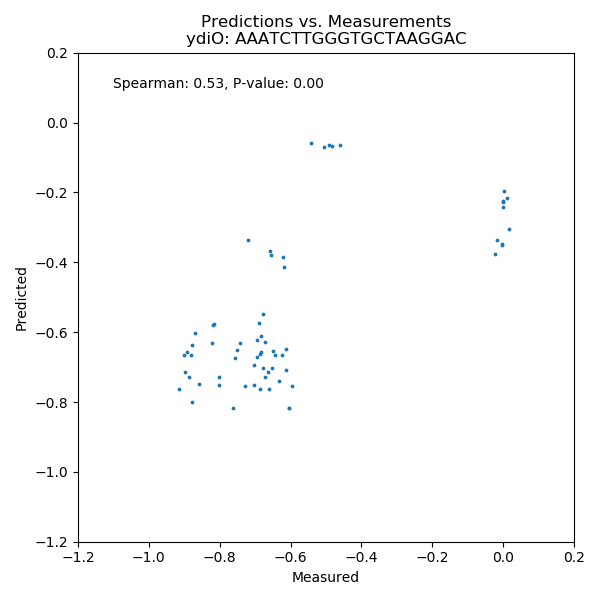 Predictions vs. Measurements
ydiO: AAATCTTGGGTGCTAAGGAC
Spearman: 0.53, P-value: 0.00
0.2
0.0
−0.2
−0.4
−0.6
−0.8
−1.0
−1.2
Predicted
−1.2 −1.0 −0.8 −0.6 −0.4 −0.2 0.0 0.2
Measured